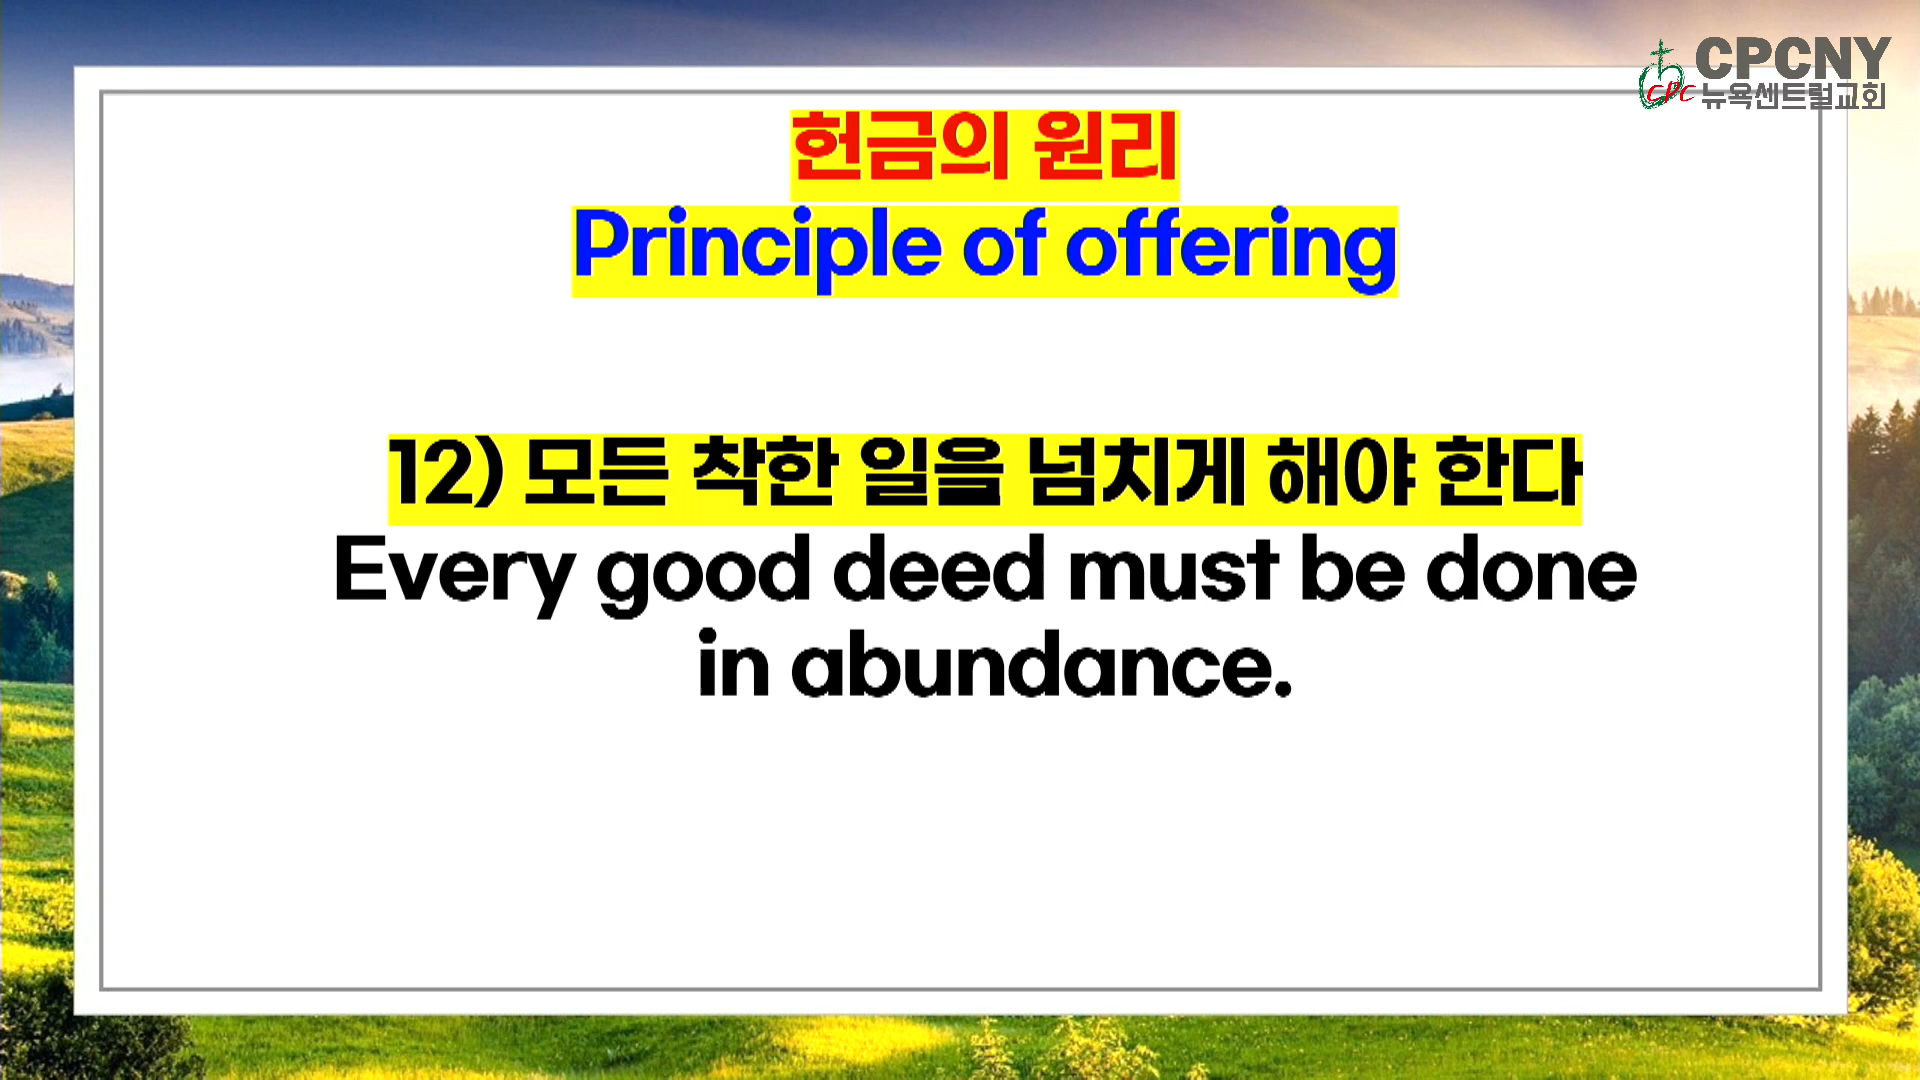 CPCNY
CPC 뉴욕센트럴교회
헌금의 원리
Principle of offering
12) 모든 착한 일을 넘치게 해야 한다
Every good deed must be done
in abundance.